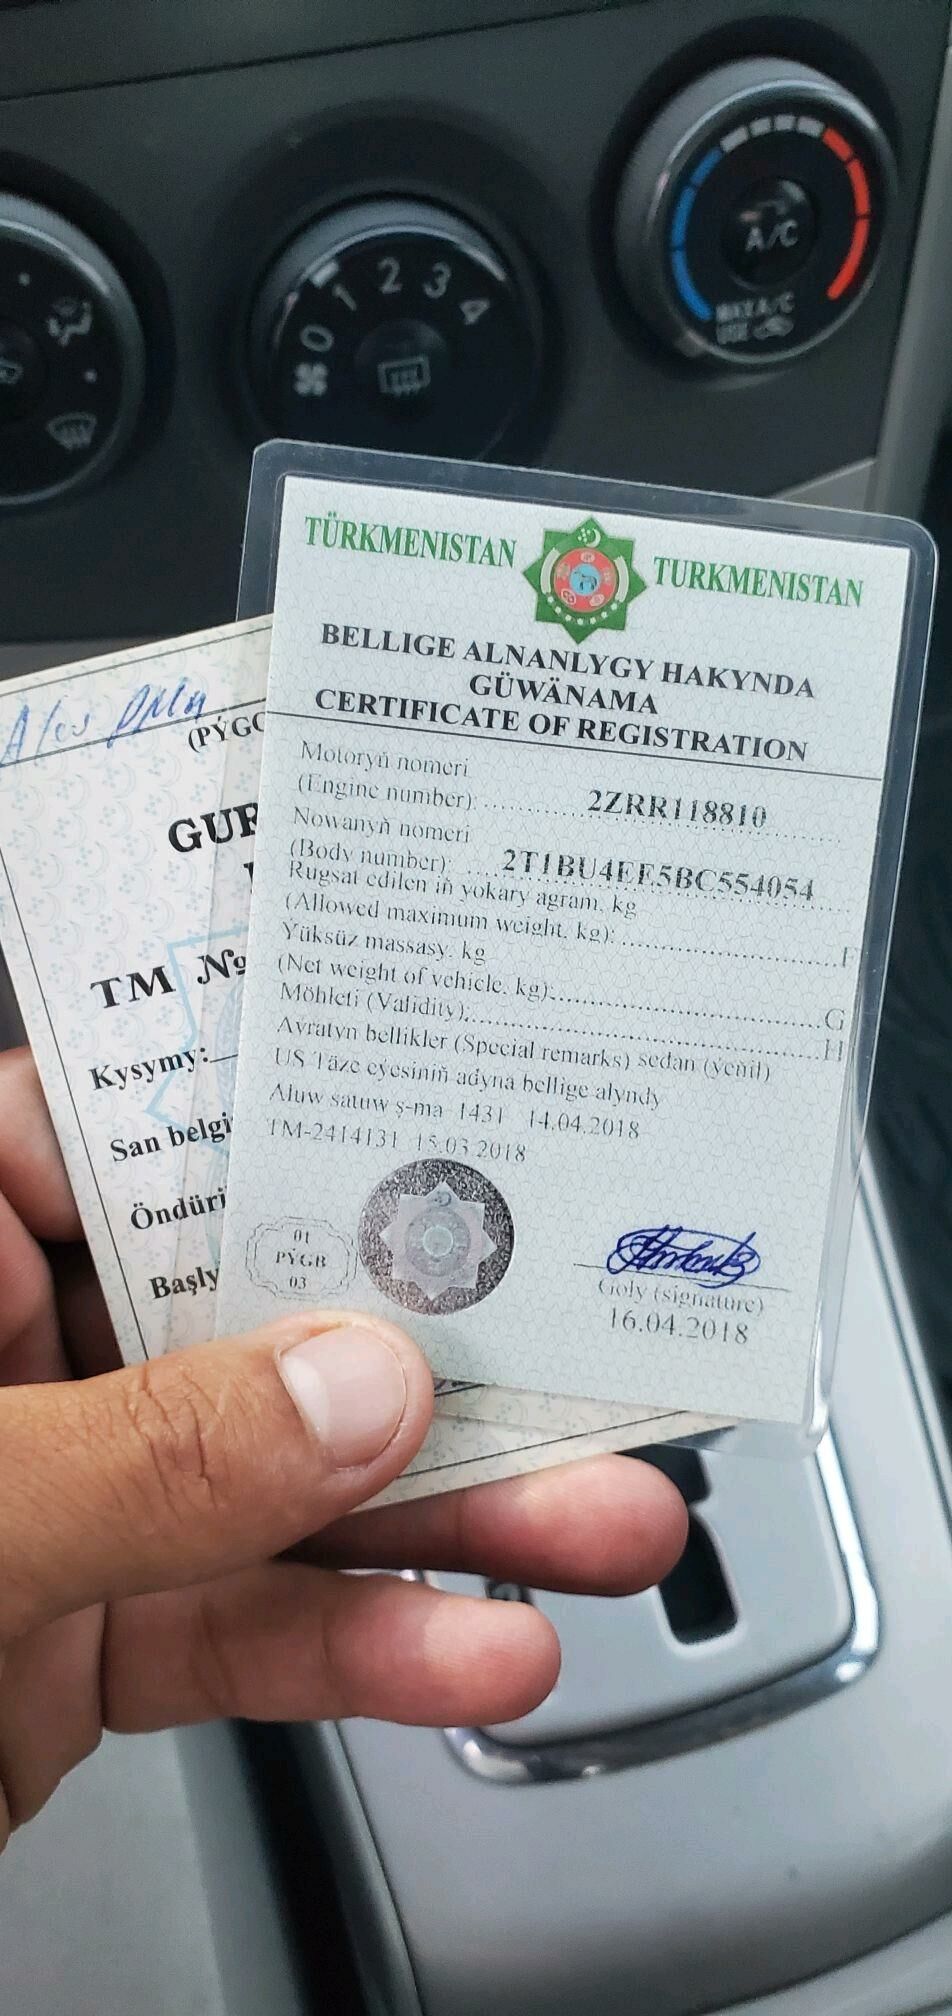 0 1 2 3 4
A/C
MAX A/C
USE
TÜRKMENISTAN TURKMENISTAN
BELLIGE ALNANLYGY HAKYNDA
GÜWÄNAMA
CERTIFICATE OF REGISTRATION
Motoryň nomeri
(Engine number): 2ZRR118810
Nowanyň nomeri
(Body number): 2T1BU4EE5BC554054
Rugsat edilen iň yokary agram, kg
(Allowed maximum weight, kg): F
Ýüksüz massasy, kg
(Net weight of vehicle, kg): G
Möhleti (Validity): H
Ayratyn bellikler (Special remarks) sedan (ýeňil)
US Täze eýesiniň adyna bellige alyndy
Aluw satuw ş-ma 1431 14.04.2018
TM-2414131 15.03.2018
01
PÝGB
03
Goly (signature)
16.04.2018
(PÝGG
GUR
TM №
Kysymy:
San belgi
Öndüri
Başly